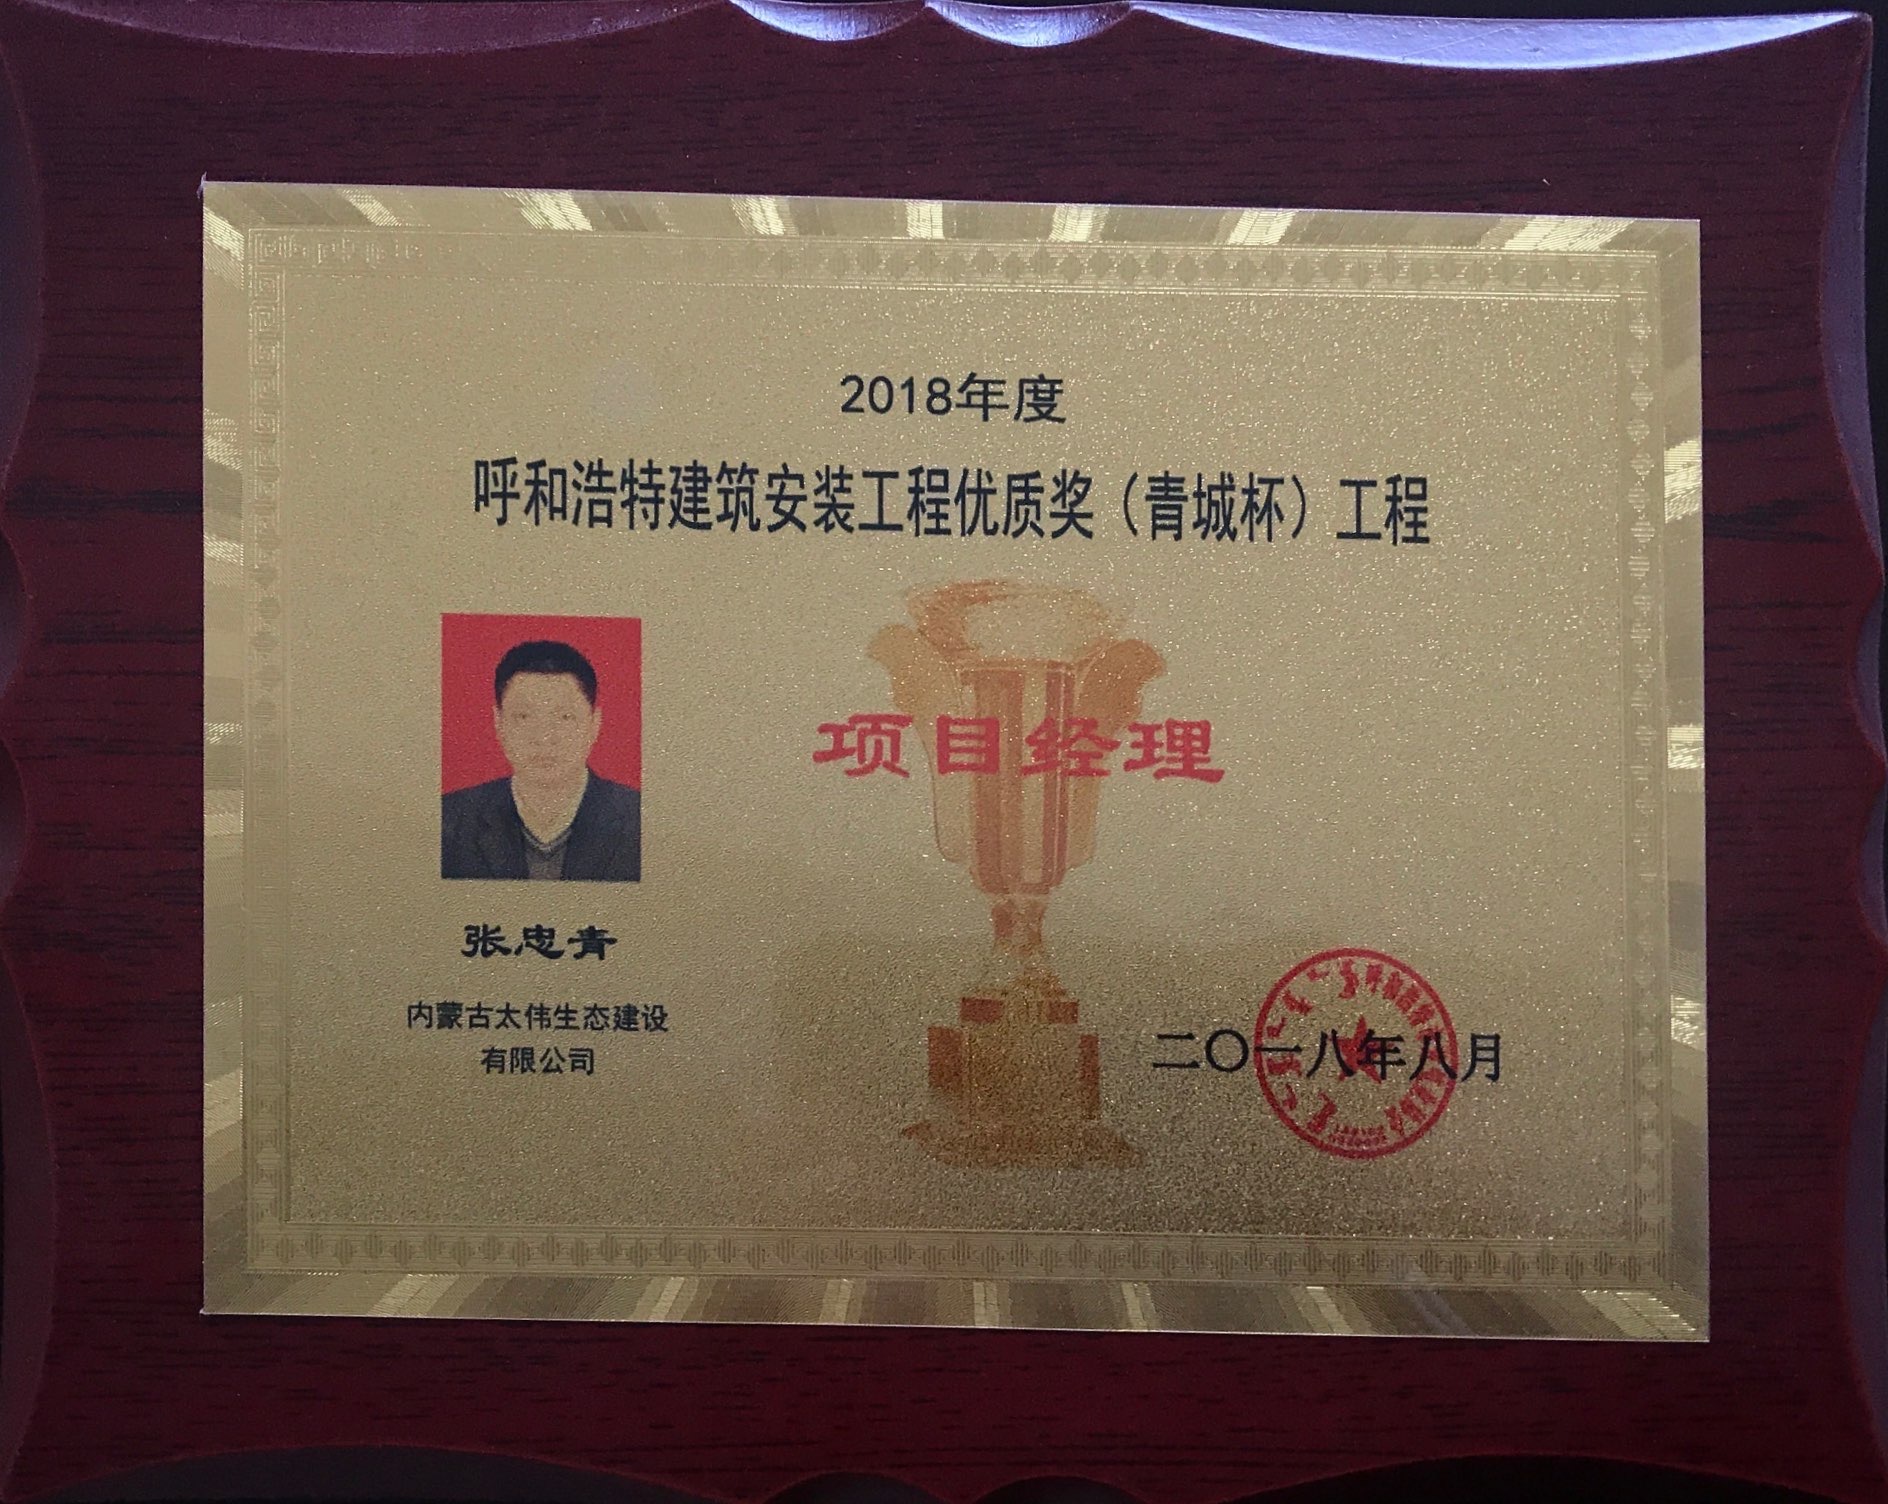 2018年度
呼和浩特建筑安装工程优质奖（青城杯）工程
项目经理
张忠青
内蒙古太伟生态建设
有限公司
二〇一八年八月